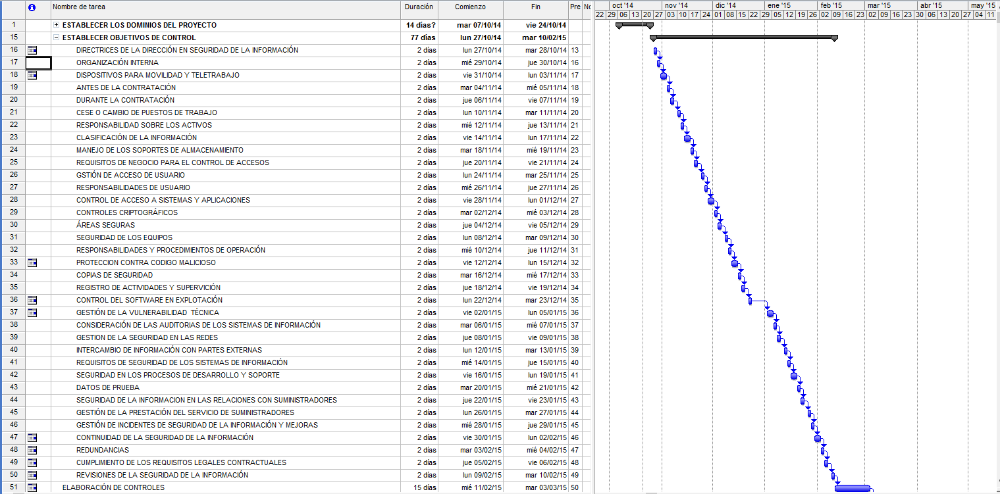 Nombre de tarea Duración Comienzo Fin Pre No oct '14 nov '14 dic '14 ene '15 feb '15 mar '15 abr '15 may '15
22 29 06 13 20 27 03 10 17 24 01 08 15 22 29 05 12 19 26 02 09 16 23 02 09 16 23 30 06 13 20 27 04 11
1 ESTABLECER LOS DOMINIOS DEL PROYECTO 14 días? mar 07/10/14 vie 24/10/14
15 ESTABLECER OBJETIVOS DE CONTROL 77 días lun 27/10/14 mar 10/02/15
16 DIRECTRICES DE LA DIRECCIÓN EN SEGURIDAD DE LA INFORMACIÓN 2 días lun 27/10/14 mar 28/10/14 13
17 ORGANIZACIÓN INTERNA 2 días mié 29/10/14 jue 30/10/14 16
18 DISPOSITIVOS PARA MOVILIDAD Y TELETRABAJO 2 días vie 31/10/14 lun 03/11/14 17
19 ANTES DE LA CONTRATACIÓN 2 días mar 04/11/14 mié 05/11/14 18
20 DURANTE LA CONTRATACIÓN 2 días jue 06/11/14 vie 07/11/14 19
21 CESE O CAMBIO DE PUESTOS DE TRABAJO 2 días lun 10/11/14 mar 11/11/14 20
22 RESPONSABILIDAD SOBRE LOS ACTIVOS 2 días mié 12/11/14 jue 13/11/14 21
23 CLASIFICACIÓN DE LA INFORMACIÓN 2 días vie 14/11/14 lun 17/11/14 22
24 MANEJO DE LOS SOPORTES DE ALMACENAMIENTO 2 días mar 18/11/14 mié 19/11/14 23
25 REQUISITOS DE NEGOCIO PARA EL CONTROL DE ACCESOS 2 días jue 20/11/14 vie 21/11/14 24
26 GSTIÓN DE ACCESO DE USUARIO 2 días lun 24/11/14 mar 25/11/14 25
27 RESPONSABILIDADES DE USUARIO 2 días mié 26/11/14 jue 27/11/14 26
28 CONTROL DE ACCESO A SISTEMAS Y APLICACIONES 2 días vie 28/11/14 lun 01/12/14 27
29 CONTROLES CRIPTOGRÁFICOS 2 días mar 02/12/14 mié 03/12/14 28
30 ÁREAS SEGURAS 2 días jue 04/12/14 vie 05/12/14 29
31 SEGURIDAD DE LOS EQUIPOS 2 días lun 08/12/14 mar 09/12/14 30
32 RESPONSABILIDADES Y PROCEDIMIENTOS DE OPERACIÓN 2 días mié 10/12/14 jue 11/12/14 31
33 PROTECCION CONTRA CODIGO MALICIOSO 2 días vie 12/12/14 lun 15/12/14 32
34 COPIAS DE SEGURIDAD 2 días mar 16/12/14 mié 17/12/14 33
35 REGISTRO DE ACTIVIDADES Y SUPERVICIÓN 2 días jue 18/12/14 vie 19/12/14 34
36 CONTROL DEL SOFTWARE EN EXPLOTACIÓN 2 días lun 22/12/14 mar 23/12/14 35
37 GESTIÓN DE LA VULNERABILIDAD TÉCNICA 2 días vie 02/01/15 lun 05/01/15 36
38 CONSIDERACIÓN DE LAS AUDITORIAS DE LOS SISTEMAS DE INFORMACIÓN 2 días mar 06/01/15 mié 07/01/15 37
39 GESTION DE LA SEGURIDAD EN LAS REDES 2 días jue 08/01/15 vie 09/01/15 38
40 INTERCAMBIO DE INFORMACIÓN CON PARTES EXTERNAS 2 días lun 12/01/15 mar 13/01/15 39
41 REQUISITOS DE SEGURIDAD DE LOS SISTEMAS DE INFORMACIÓN 2 días mié 14/01/15 jue 15/01/15 40
42 SEGURIDAD EN LOS PROCESOS DE DESARROLLO Y SOPORTE 2 días vie 16/01/15 lun 19/01/15 41
43 DATOS DE PRUEBA 2 días mar 20/01/15 mié 21/01/15 42
44 SEGURIDAD DE LA INFORMACION EN LAS RELACIONES CON SUMINISTRADORES 2 días jue 22/01/15 vie 23/01/15 43
45 GESTIÓN DE LA PRESTACIÓN DEL SERVICIO DE SUMINISTRADORES 2 días lun 26/01/15 mar 27/01/15 44
46 GESTIÓN DE INCIDENTES DE SEGURIDAD DE LA INFORMACIÓN Y MEJORAS 2 días mié 28/01/15 jue 29/01/15 45
47 CONTINUIDAD DE LA SEGURIDAD DE LA INFORMACIÓN 2 días vie 30/01/15 lun 02/02/15 46
48 REDUNDANCIAS 2 días mar 03/02/15 mié 04/02/15 47
49 CUMPLIMIENTO DE LOS REQUISITOS LEGALES CONTRACTUALES 2 días jue 05/02/15 vie 06/02/15 48
50 REVISIONES DE LA SEGURIDAD DE LA INFORMACIÓN 2 días lun 09/02/15 mar 10/02/15 49
51 ELABORACIÓN DE CONTROLES 15 días mié 11/02/15 mar 03/03/15 50